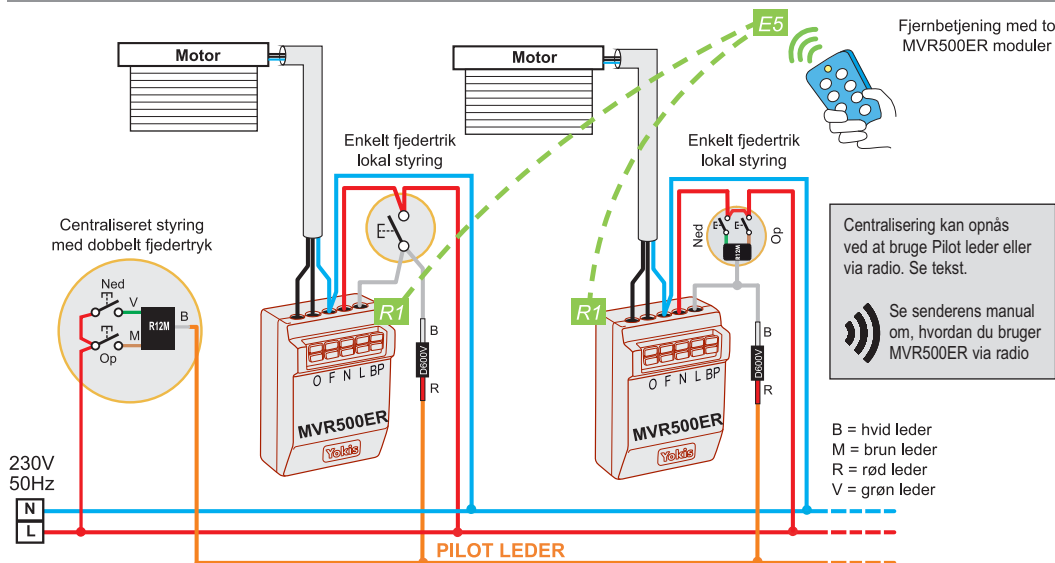 Motor
Motor
E5
Fjernbetjening med to
MVR500ER moduler
Enkelt fjedertrik
lokal styring
Enkelt fjedertrik
lokal styring
Centraliseret styring
med dobbelt fjedertryk
Ned
V
R12M
B
M
Op
R1
B
D600V
R
O F N L BP
MVR500ER
Yokis
Ned
Op
R12M
R1
B
D600V
R
O F N L BP
MVR500ER
Yokis
Centralisering kan opnås
ved at bruge Pilot leder eller
via radio. Se tekst.
Se senderens manual
om, hvordan du bruger
MVR500ER via radio
B = hvid leder
M = brun leder
R = rød leder
V = grøn leder
230V
50Hz
N
L
PILOT LEDER